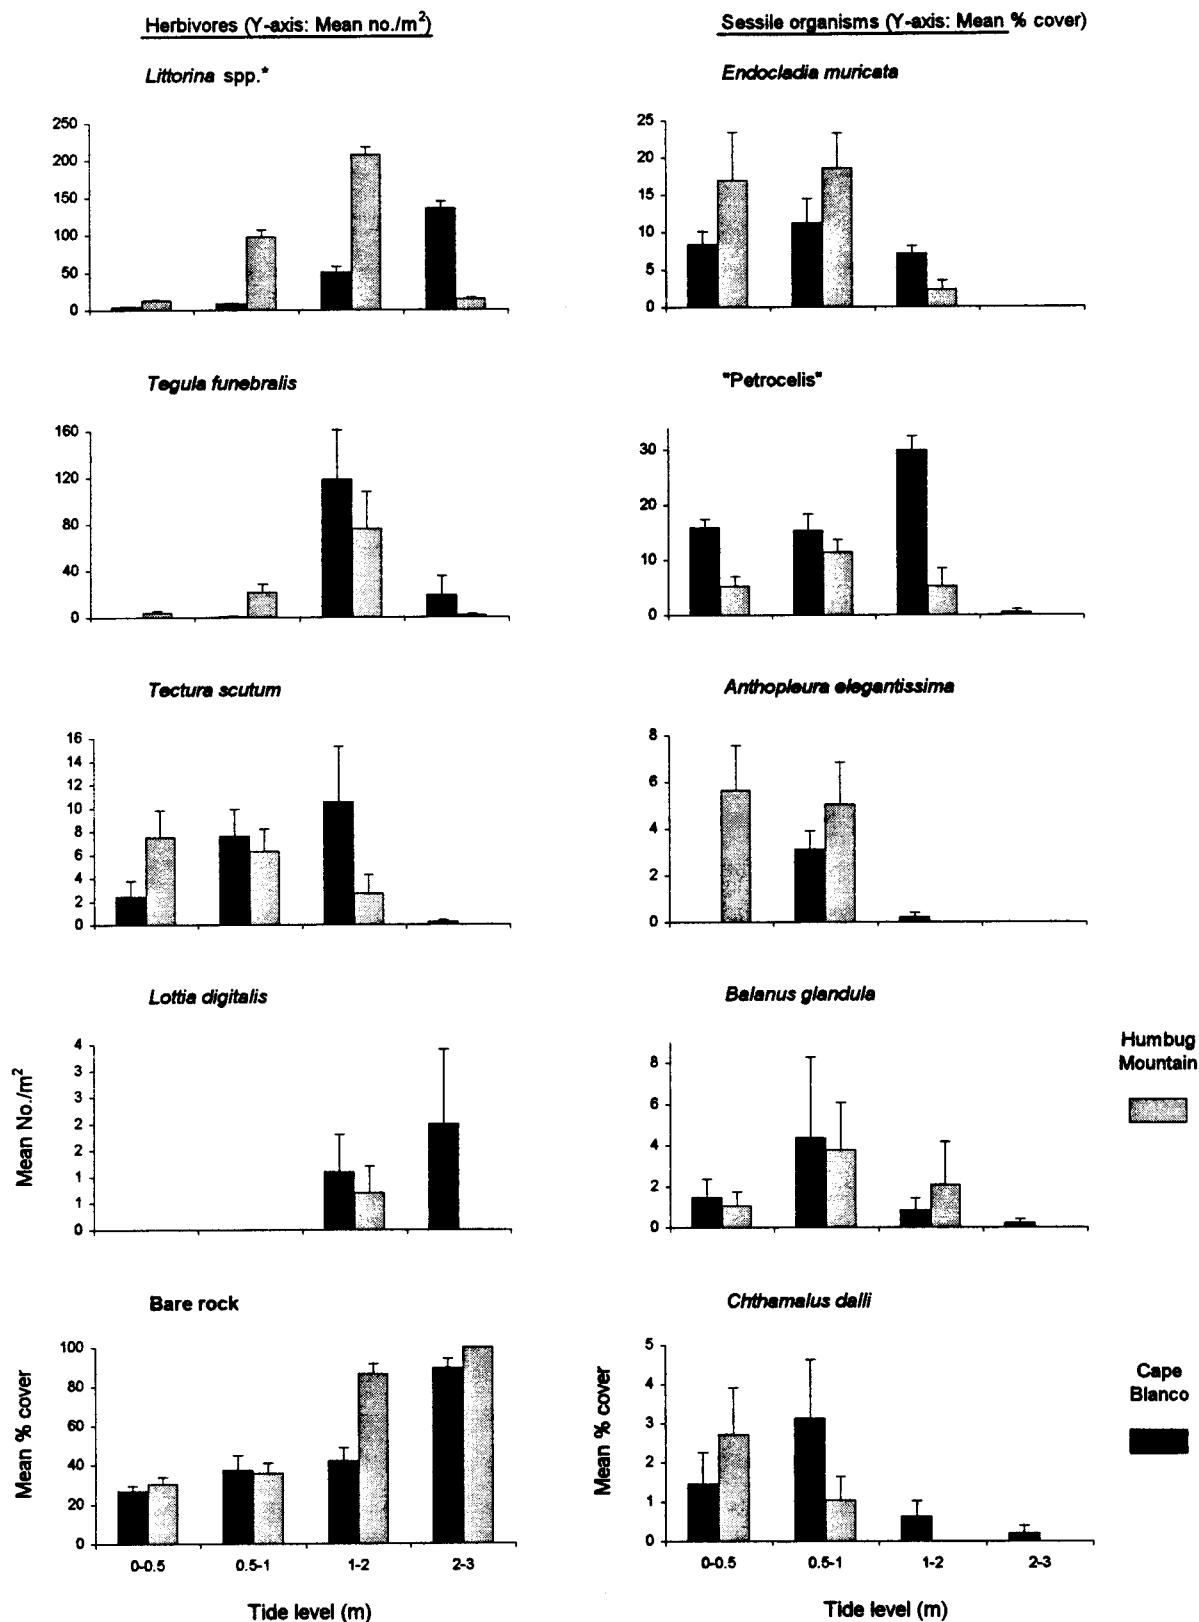 Herbivores (Y-axis: Mean no./m²)
Littorina spp.*
250
200
150
100
50
0
Tegula funebralis
160
120
80
40
0
Tectura scutum
16
14
12
10
8
6
4
2
0
Lottia digitalis
Mean No./m²
4
3
3
2
2
1
1
0
Bare rock
Mean % cover
100
80
60
40
20
0
0-0.5 0.5-1 1-2 2-3
Tide level (m)
Sessile organisms (Y-axis: Mean % cover)
Endocladia muricata
25
20
15
10
5
0
"Petrocelis"
30
20
10
0
Anthopleura elegantissima
8
6
4
2
0
Balanus glandula
8
6
4
2
0
Chthamalus dalli
Mean % cover
5
4
3
2
1
0
0-0.5 0.5-1 1-2 2-3
Tide level (m)
Humbug
Mountain
Cape
Blanco